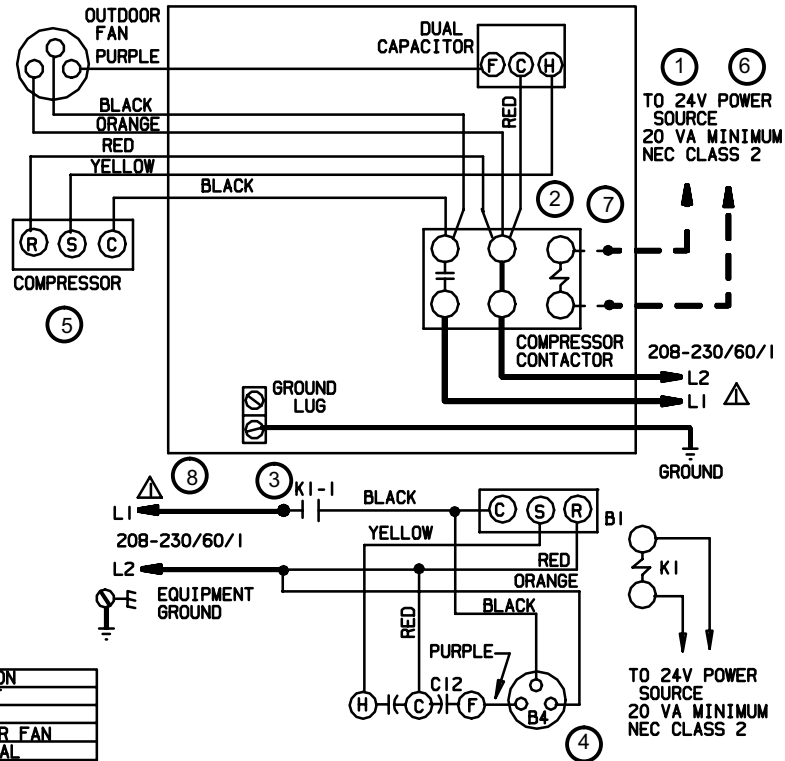 OUTDOOR
FAN
PURPLE
DUAL
CAPACITOR
F C H
1
6
TO 24V POWER
SOURCE
20 VA MINIMUM
NEC CLASS 2
BLACK
ORANGE
RED
RED
YELLOW
BLACK
2
7
R S C
COMPRESSOR
5
COMPRESSOR
CONTACTOR
208-230/60/1
L2
L1
GROUND
LUG
GROUND
8
3
K1-1
BLACK
C S R
B1
L1
208-230/60/1
YELLOW
RED
K1
L2
ORANGE
EQUIPMENT
GROUND
RED
BLACK
PURPLE
C12
H C F
B4
4
TO 24V POWER
SOURCE
20 VA MINIMUM
NEC CLASS 2
ON
R FAN
AL